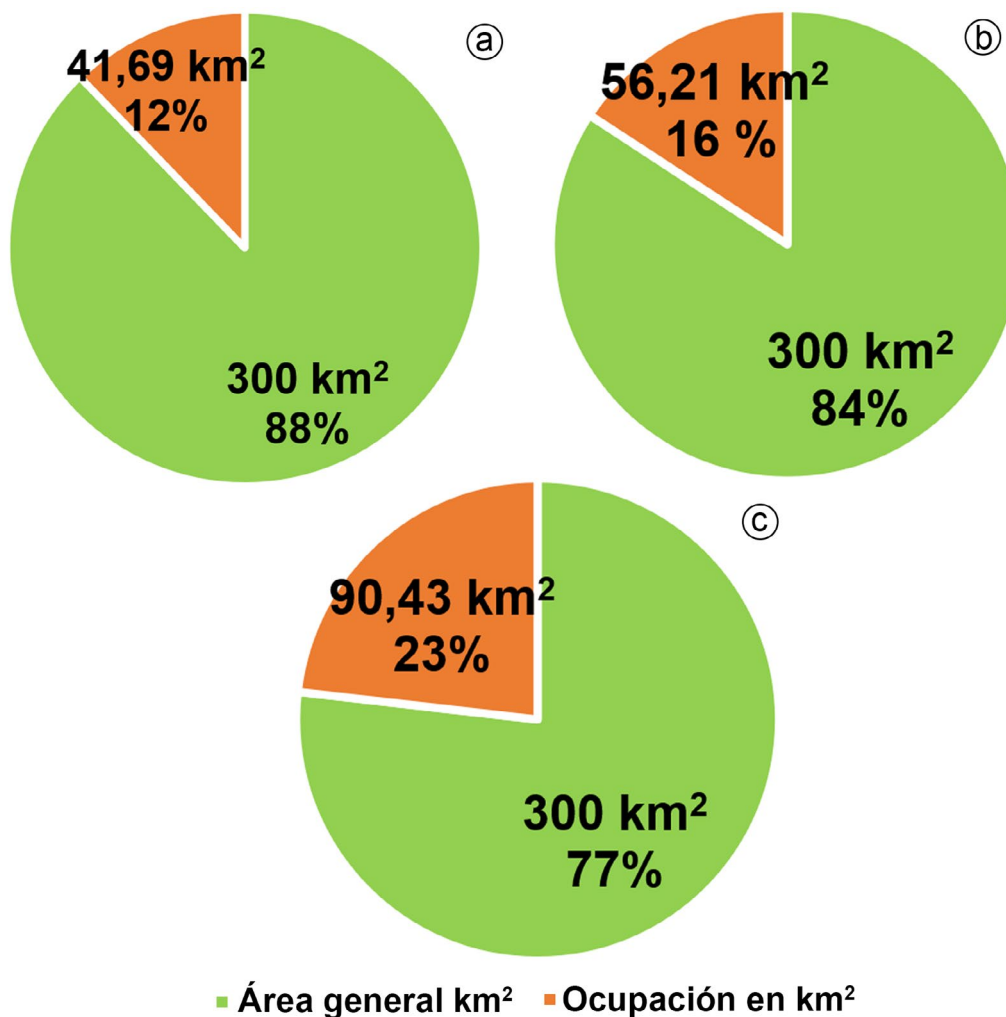 ⓐ
41,69 km²
12%
300 km²
88%
ⓑ
56,21 km²
16 %
300 km²
84%
ⓒ
90,43 km²
23%
300 km²
77%
Área general km² Ocupación en km²